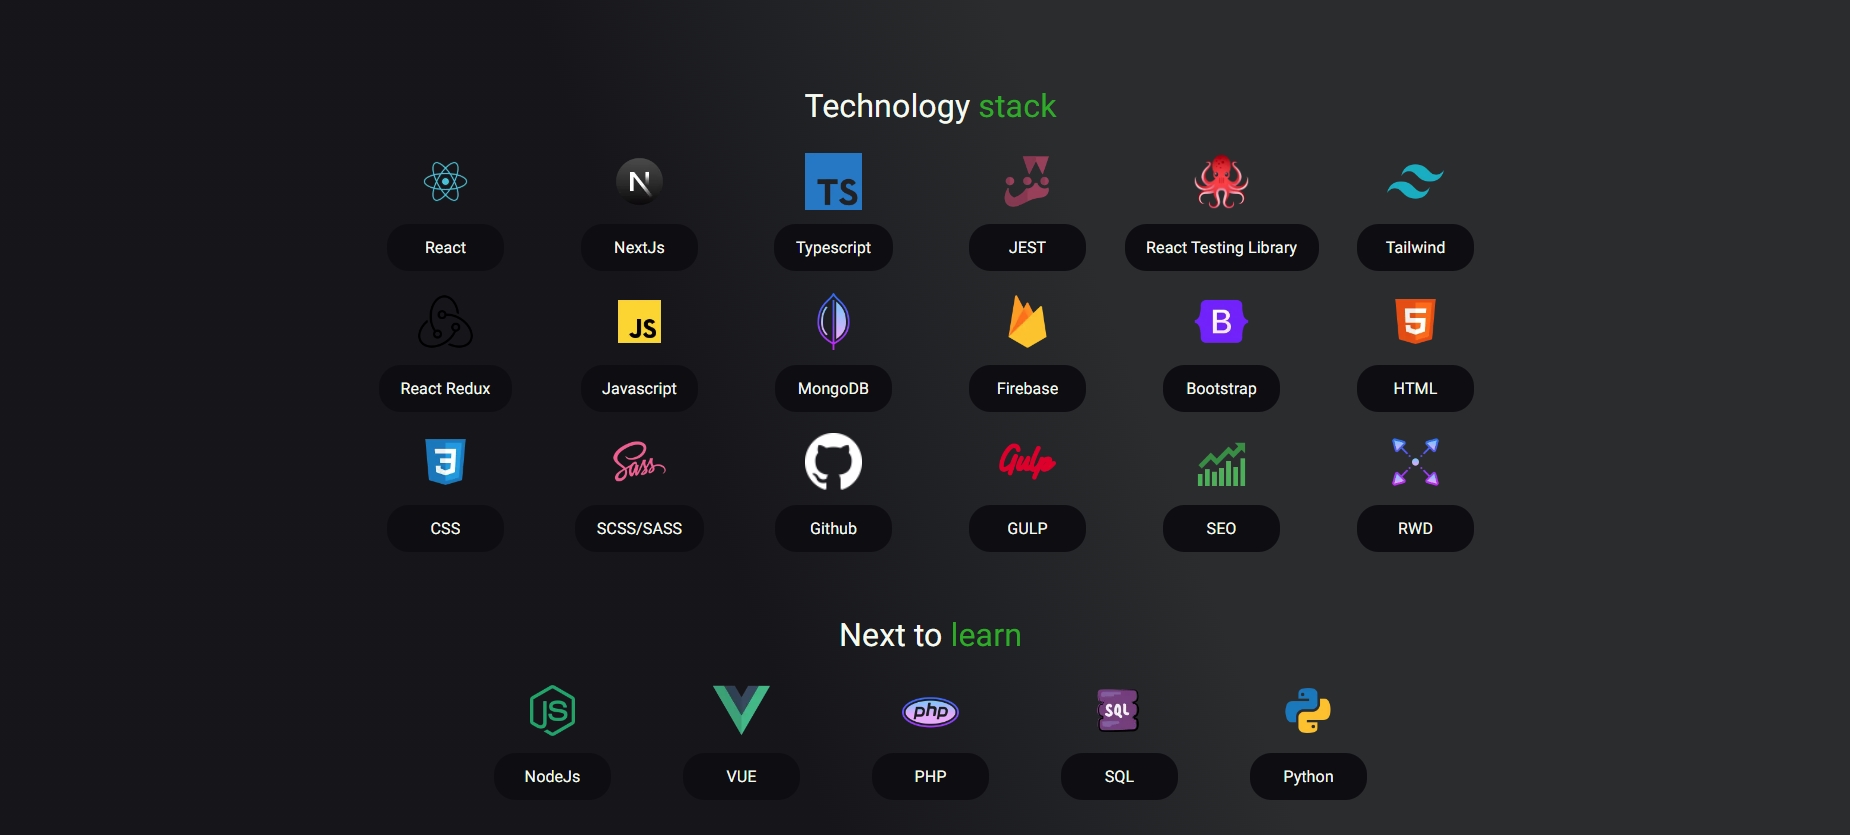 Technology stack
N
TS
React
NextJs
Typescript
JEST
React Testing Library
Tailwind
JS
B
5
React Redux
Javascript
MongoDB
Firebase
Bootstrap
HTML
3
Sass
Gulp
CSS
SCSS/SASS
Github
GULP
SEO
RWD
Next to learn
JS
php
SQL
NodeJs
VUE
PHP
SQL
Python